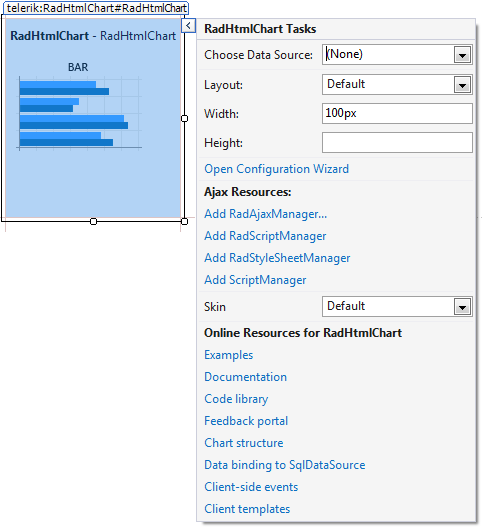 telerik:RadHtmlChart#RadHtmlChart
RadHtmlChart - RadHtmlChart
BAR
RadHtmlChart Tasks
Choose Data Source: (None)
Layout: Default
Width: 100px
Height:
Open Configuration Wizard
Ajax Resources:
Add RadAjaxManager...
Add RadScriptManager
Add RadStyleSheetManager
Add ScriptManager
Skin Default
Online Resources for RadHtmlChart
Examples
Documentation
Code library
Feedback portal
Chart structure
Data binding to SqlDataSource
Client-side events
Client templates